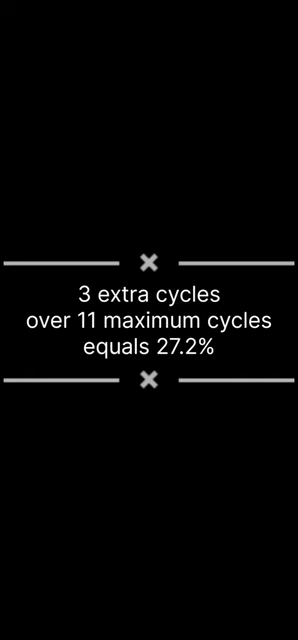 3 extra cycles
over 11 maximum cycles
equals 27.2%